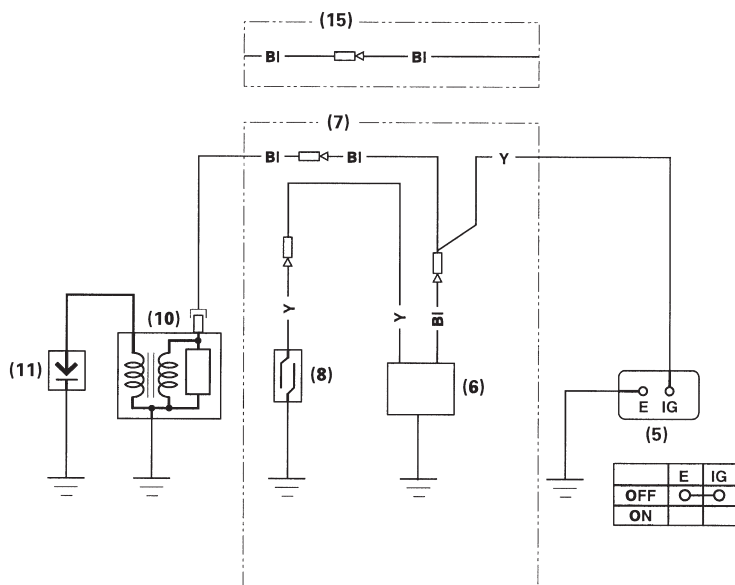 (15)
Bl Bl
(7)
Bl Bl Y
Y Y Bl
(10)
(11)
(8)
(6)
E IG
(5)
E IG
OFF
ON